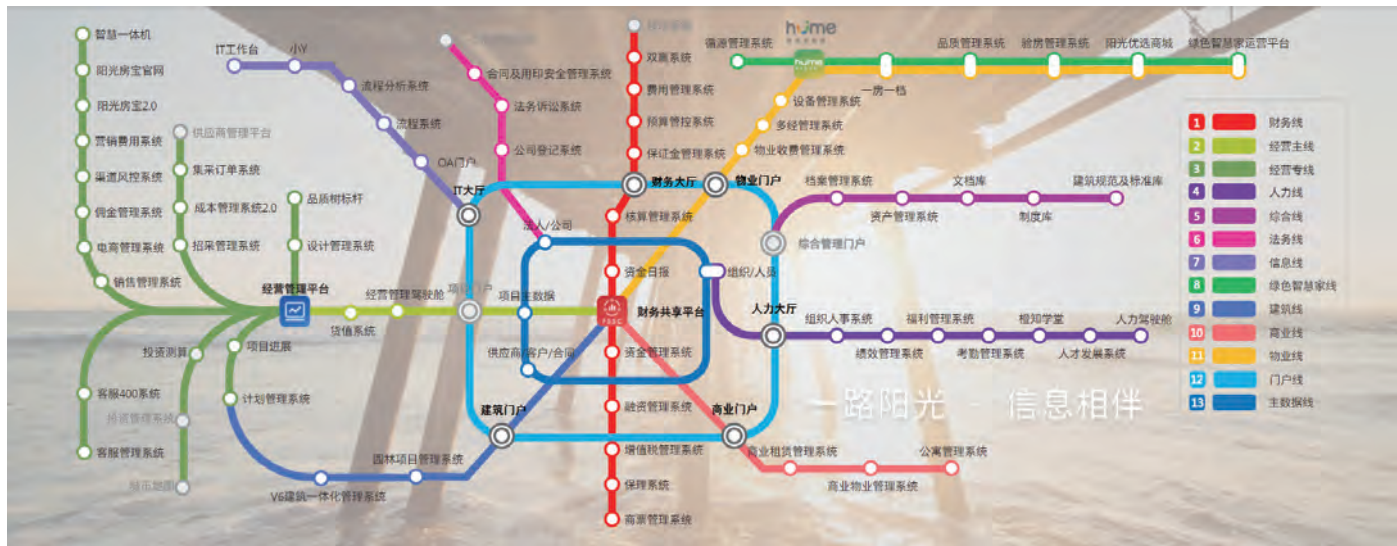 智慧一体机
阳光房宝官网
阳光房宝2.0
营销费用系统
渠道风控系统
佣金管理系统
电商管理系统
销售管理系统
供应商管理平台
集采订单系统
成本管理系统2.0
招采管理系统
品质树标杆
设计管理系统
经营管理平台
投资测算
项目进展
客服400系统
投资管理系统
计划管理系统
客服管理系统
城市地图
IT工作台
小Y
流程分析系统
流程系统
OA门户
IT大厅
合同及用印安全管理系统
法务诉讼系统
公司登记系统
法人/公司
双赢系统
费用管理系统
预算管控系统
保证金管理系统
财务大厅
核算管理系统
资金日报
财务共享平台
FSSC
资金管理系统
融资管理系统
增值税管理系统
保理系统
商票管理系统
货值系统
经营管理驾驶舱
项目门户
项目主数据
供应商/客户/合同
建筑门户
园林项目管理系统
V6建筑一体化管理系统
hume
hume
循源管理系统
一房一档
品质管理系统
验房管理系统
阳光优选商城
绿色智慧家运营平台
设备管理系统
多经管理系统
物业收费管理系统
物业门户
档案管理系统
资产管理系统
文档库
制度库
建筑规范及标准库
综合管理门户
组织/人员
人力大厅
组织人事系统
绩效管理系统
福利管理系统
考勤管理系统
橙知学堂
人才发展系统
人力驾驶舱
商业门户
商业租赁管理系统
商业物业管理系统
公寓管理系统
一路阳光 - 信息相伴
1 财务线
2 经营主线
3 经营专线
4 人力线
5 综合线
6 法务线
7 信息线
8 绿色智慧家线
9 建筑线
10 商业线
11 物业线
12 门户线
13 主数据线